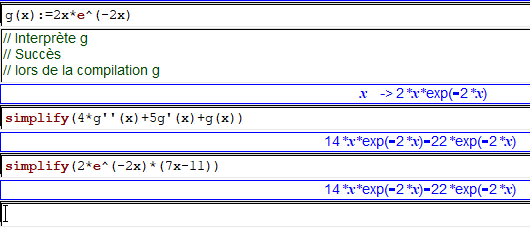 g(x):=2x*e^(-2x)
// Interprète g
// Succès
// lors de la compilation g
x -> 2*x*exp(-2*x)
simplify(4*g''(x)+5g'(x)+g(x))
14*x*exp(-2*x)-22*exp(-2*x)
simplify(2*e^(-2x)*(7x-11))
14*x*exp(-2*x)-22*exp(-2*x)